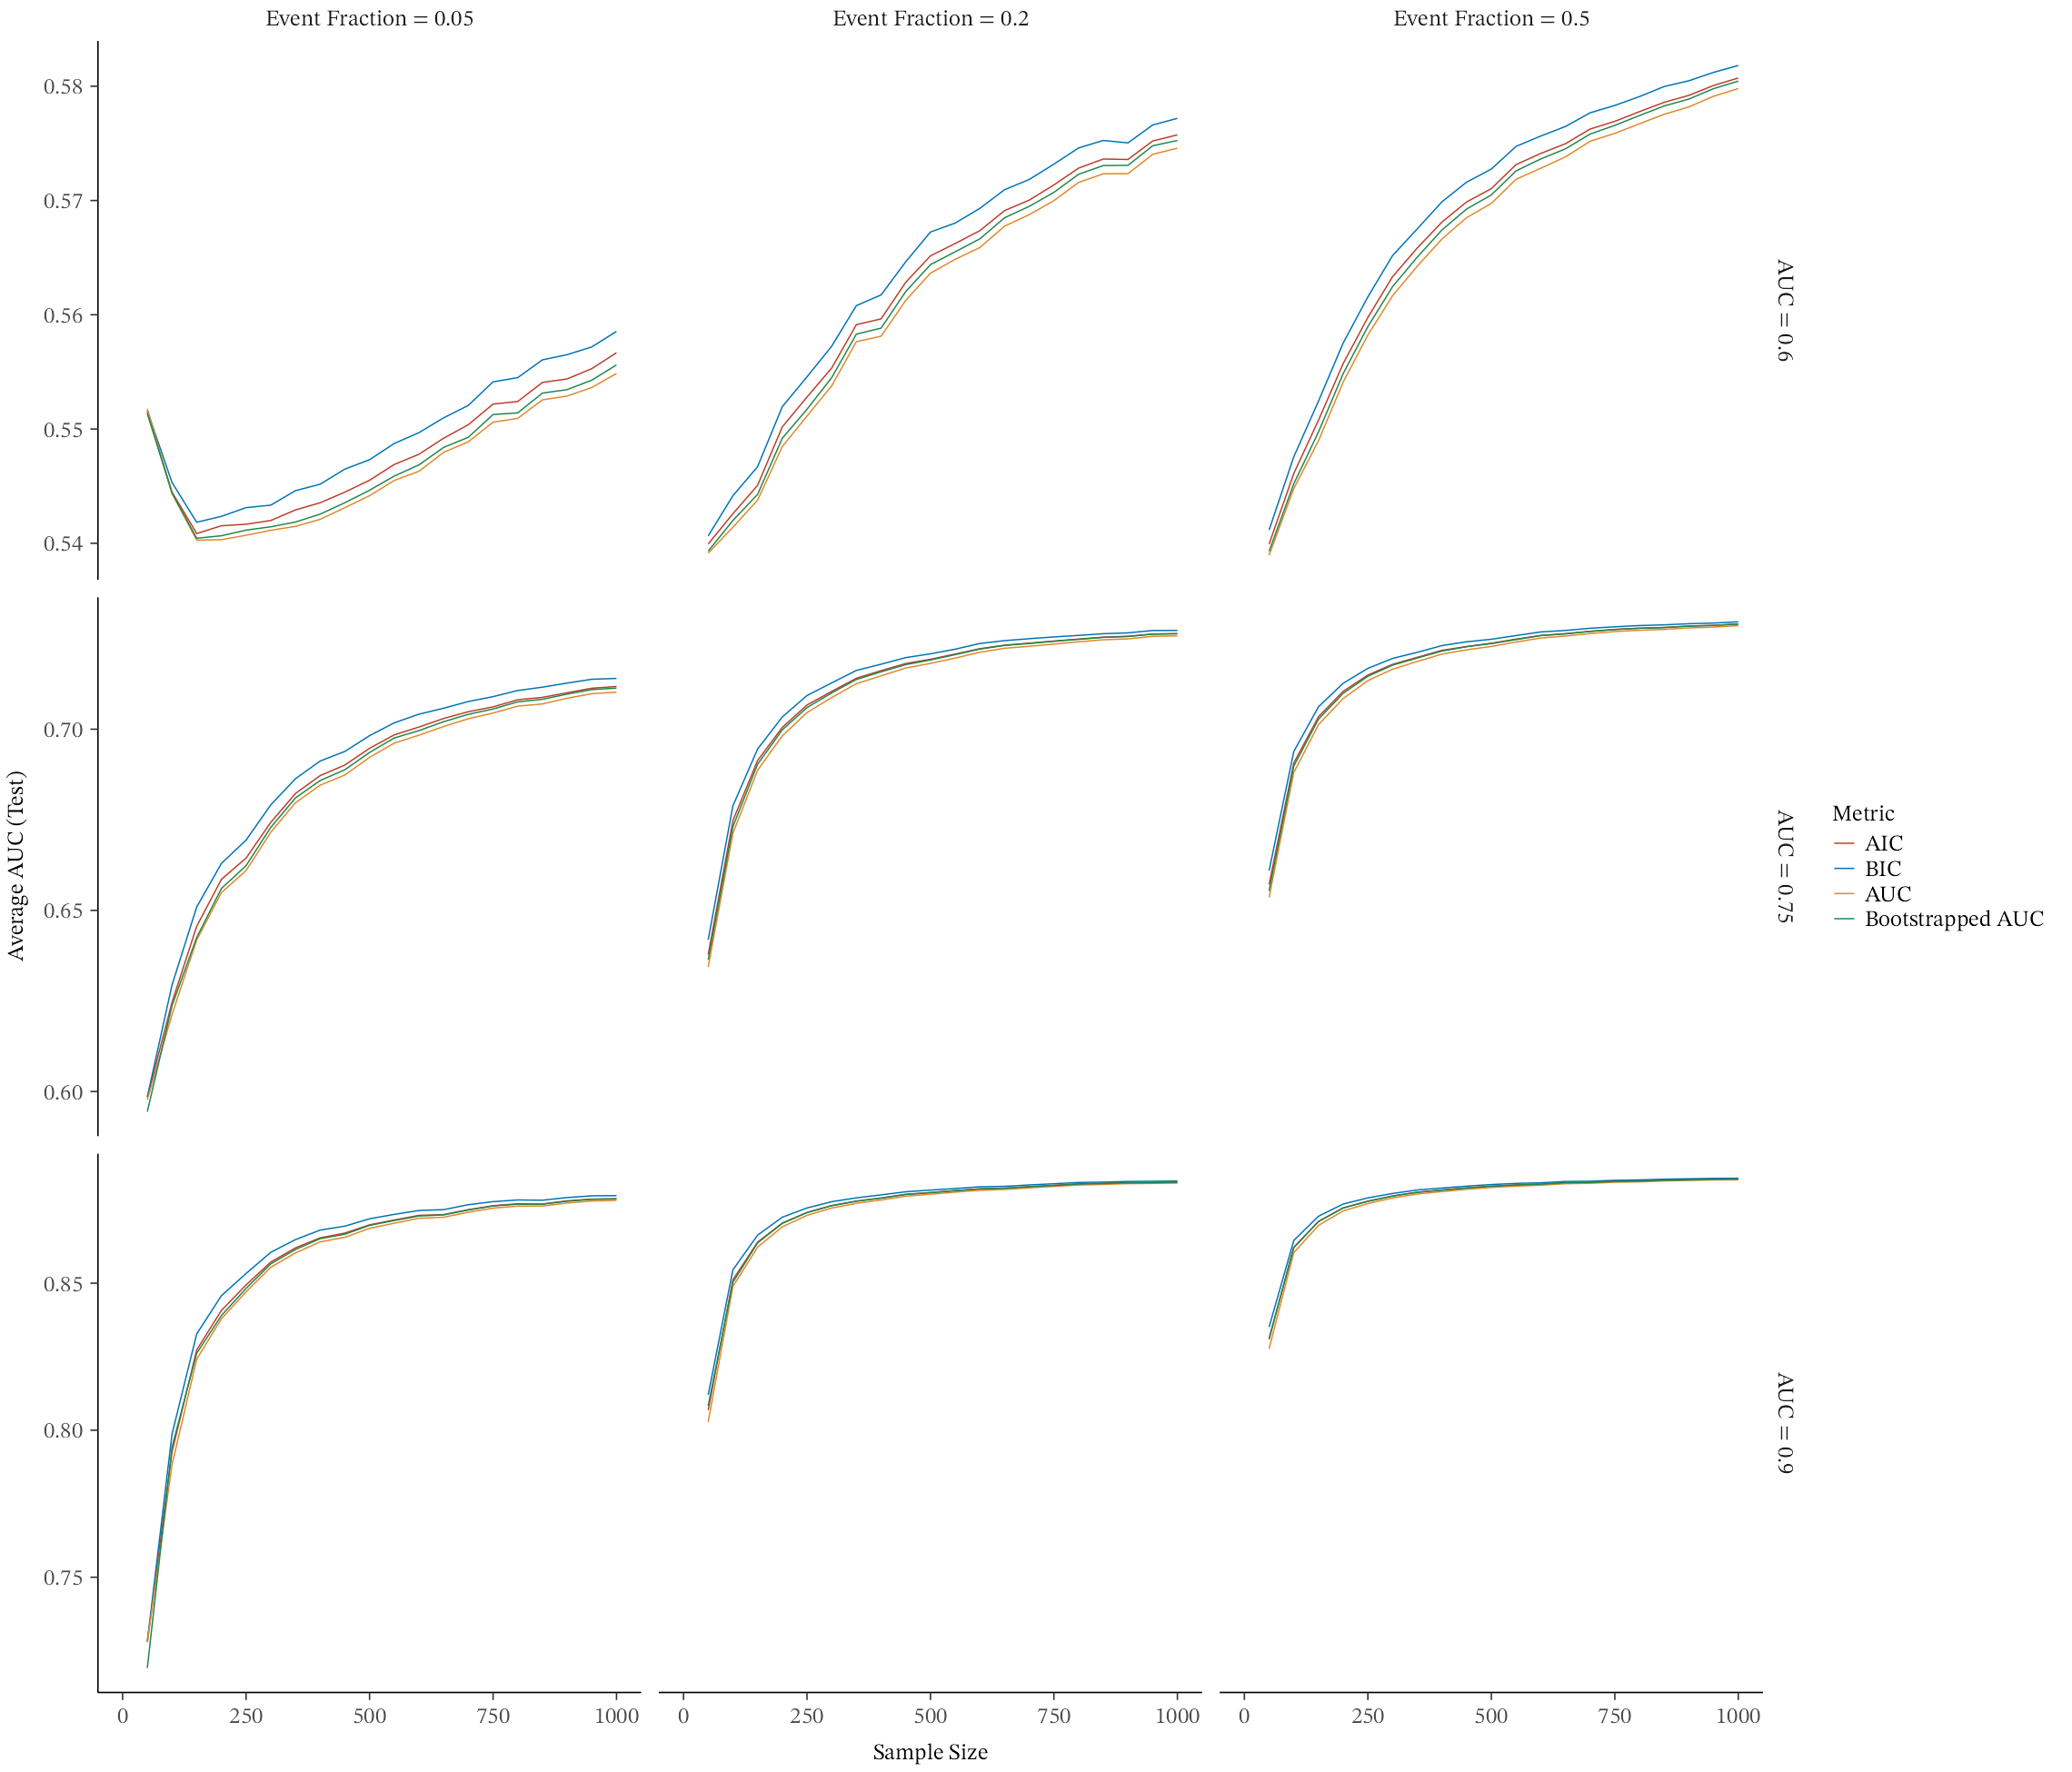 Event Fraction = 0.05
Event Fraction = 0.2
Event Fraction = 0.5
0.58
0.57
0.56
0.55
0.54
AUC = 0.6
0.70
0.65
0.60
AUC = 0.75
Average AUC (Test)
Metric
AIC
BIC
AUC
Bootstrapped AUC
0.85
0.80
0.75
AUC = 0.9
0 250 500 750 1000
0 250 500 750 1000
0 250 500 750 1000
Sample Size